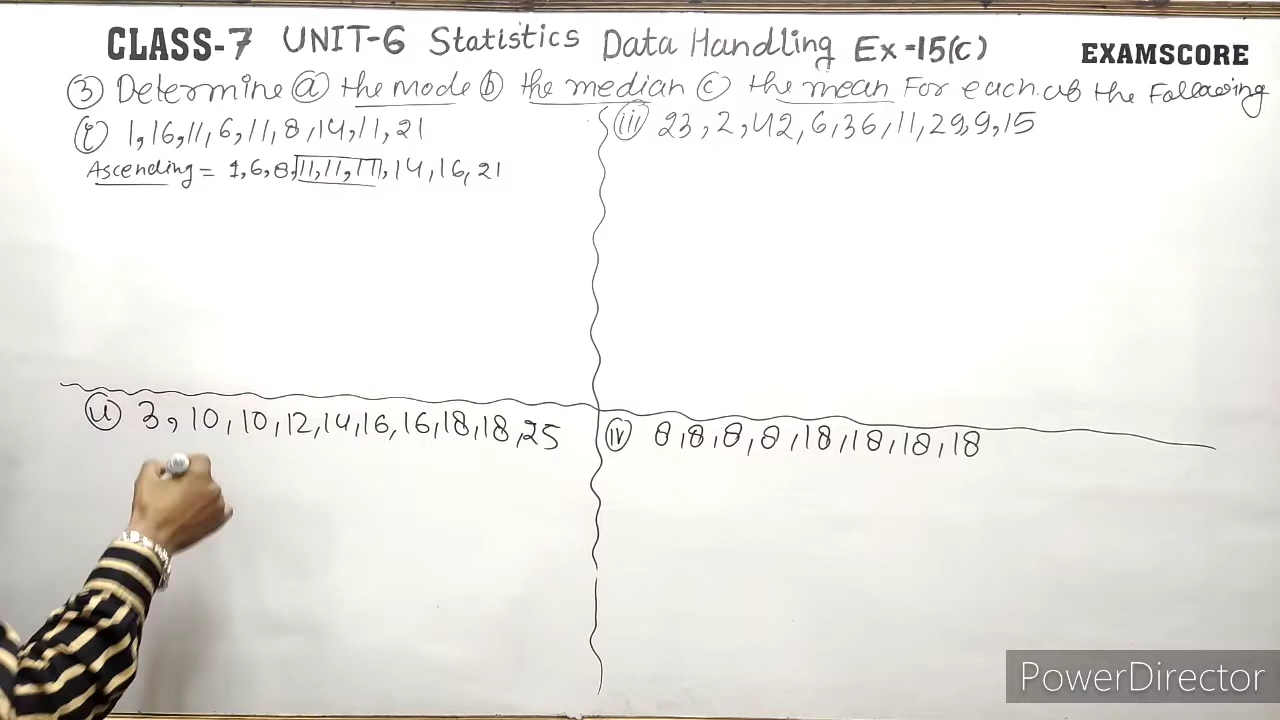 CLASS-7 UNIT-6 Statistics Data Handling Ex-15(C) EXAMSCORE
③ Determine ⓐ the mode ⓑ the median ⓒ the mean For each of the Following
(i) 1,16,11,6,11,8,14,11,21
Ascending = 1,6,8,11,11,11,14,16,21
(iii) 23,2,42,6,36,11,29,9,15
(ii) 3,10,10,12,14,16,16,18,18,25
(iv) 8,8,8,8,18,18,18,18
PowerDirector